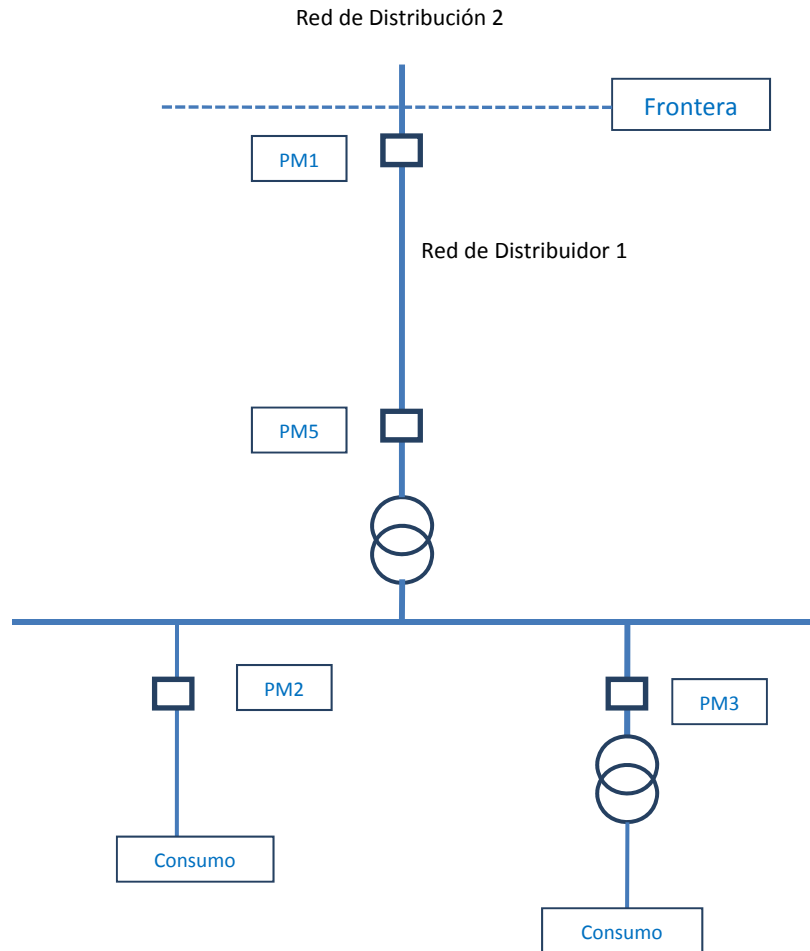 Red de Distribución 2
Frontera
PM1
Red de Distribuidor 1
PM5
PM2
PM3
Consumo
Consumo